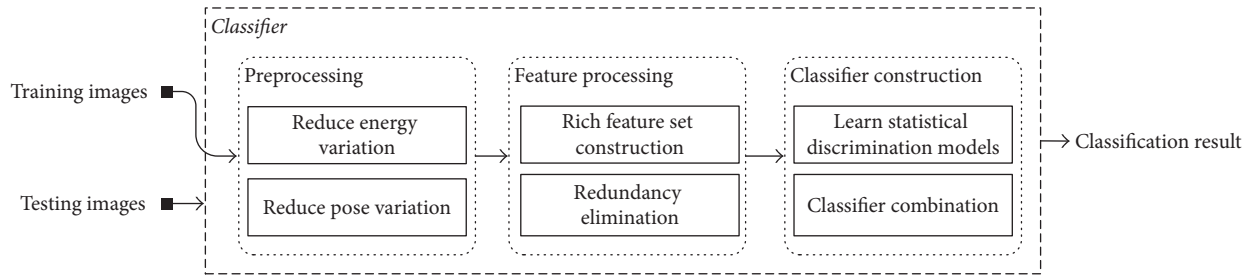 Classifier
Training images
Testing images
Preprocessing
Reduce energy
variation
Reduce pose variation
Feature processing
Rich feature set
construction
Redundancy
elimination
Classifier construction
Learn statistical
discrimination models
Classifier combination
Classification result